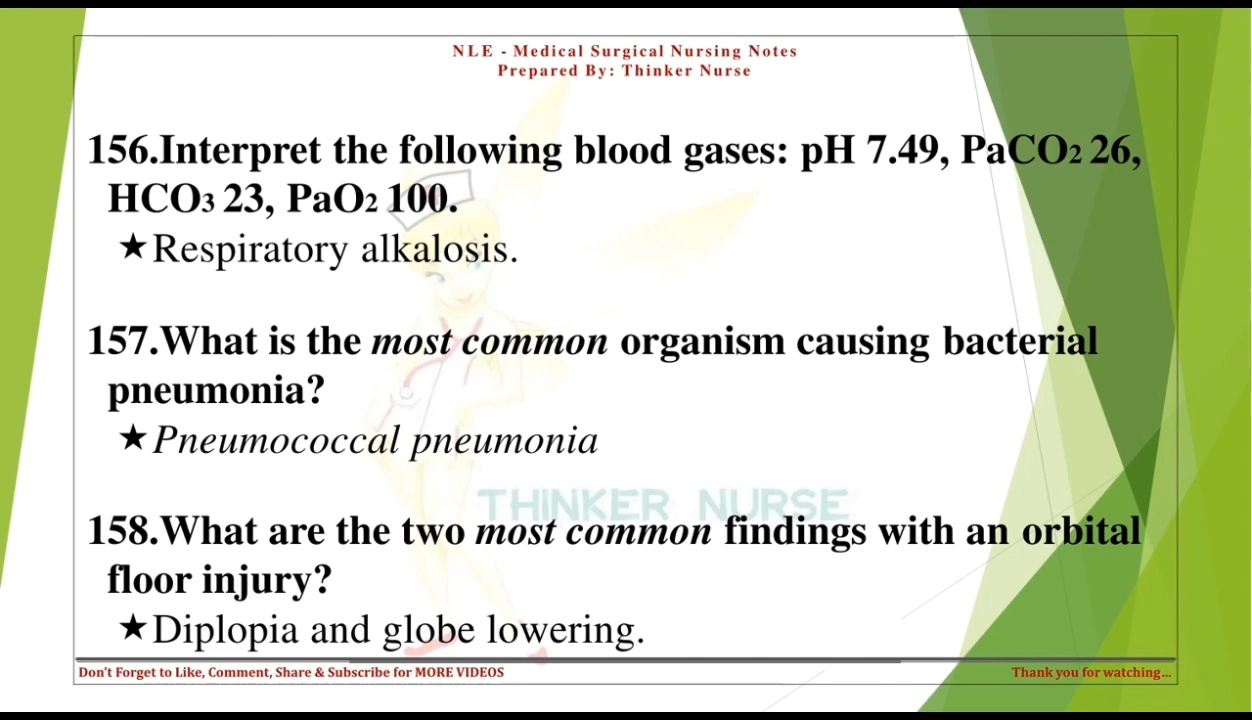 NLE - Medical Surgical Nursing Notes
Prepared By: Thinker Nurse
156.Interpret the following blood gases: pH 7.49, PaCO2 26,
HCO3 23, PaO2 100.
★Respiratory alkalosis.
157.What is the most common organism causing bacterial
pneumonia?
★Pneumococcal pneumonia
THINKER NURSE
158.What are the two most common findings with an orbital
floor injury?
★Diplopia and globe lowering.
Don't Forget to Like, Comment, Share & Subscribe for MORE VIDEOS
Thank you for watching...